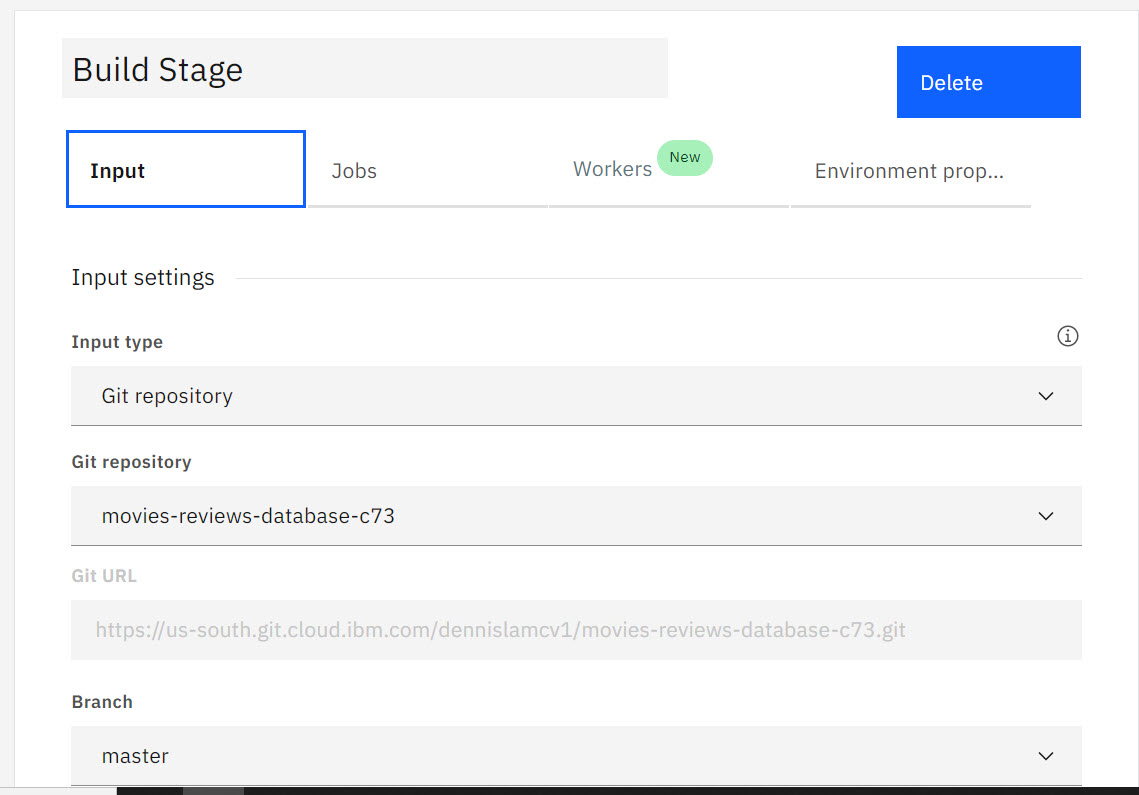 Build Stage
Delete
Input
Jobs
Workers New
Environment prop...
Input settings
Input type
Git repository
Git repository
movies-reviews-database-c73
Git URL
https://us-south.git.cloud.ibm.com/dennislamcv1/movies-reviews-database-c73.git
Branch
master